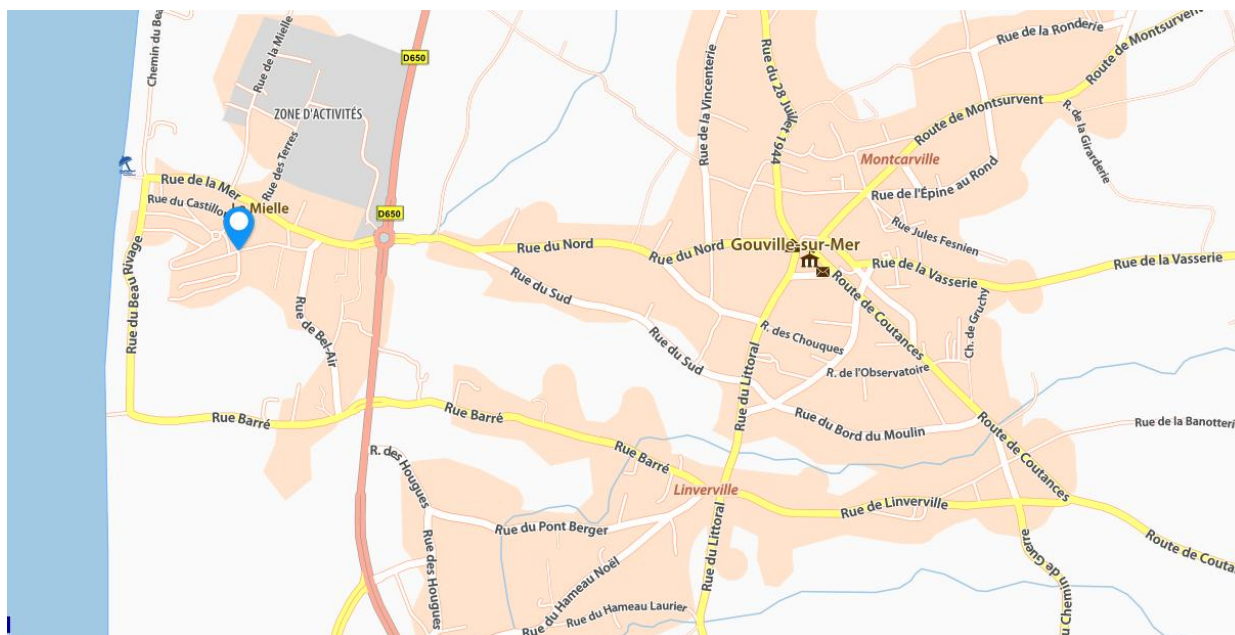 Chemin du Beau
Rue de la Mielle
D650
ZONE D'ACTIVITÉS
Rue des Terres
Rue de la Mer
Rue du Castillon
La Mielle
D650
Rue du Beau Rivage
Rue de Bel-Air
Rue Barré
Rue du Nord
Rue du Nord
Rue du Sud
Rue du Sud
Rue de la Vincenterie
Rue du 28 Juillet 1944
Rue de la Ronderie
Route de Montsurvent
Route de Montsurvent
R. de la Girarderie
Montcarville
Rue de l'Épine au Rond
Rue Jules Fesnien
Gouville-sur-Mer
Rue de la Vasserie
Rue de la Vasserie
Route de Coutances
Ch. de Gruchy
R. des Chouques
R. de l'Observatoire
Rue du Littoral
Rue du Bord du Moulin
Route de Coutances
Rue de la Banotteri
Rue Barré
Rue Barré
R. des Hougues
Linverville
Rue de Linverville
Rue du Pont Berger
Rue des Hougues
Rue du Hameau Noël
Rue du Hameau Laurier
Rue du Littoral
u Chemin de Guerre
Route de Couta